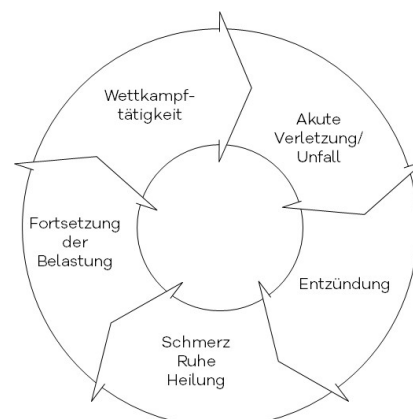 Wettkampf-
tätigkeit
Akute
Verletzung/
Unfall
Entzündung
Schmerz
Ruhe
Heilung
Fortsetzung
der
Belastung